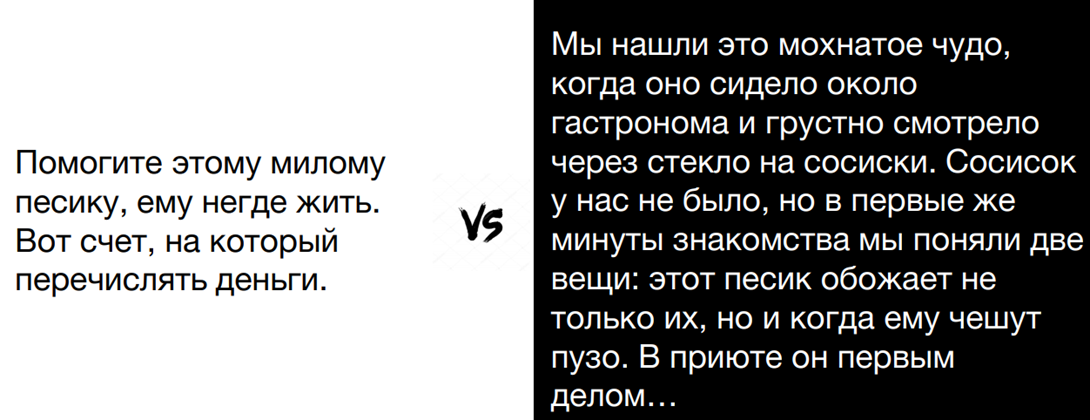 Помогите этому милому
песику, ему негде жить.
Вот счет, на который
перечислять деньги.
VS
Мы нашли это мохнатое чудо,
когда оно сидело около
гастронома и грустно смотрело
через стекло на сосиски. Сосисок
у нас не было, но в первые же
минуты знакомства мы поняли две
вещи: этот песик обожает не
только их, но и когда ему чешут
пузо. В приюте он первым
делом…